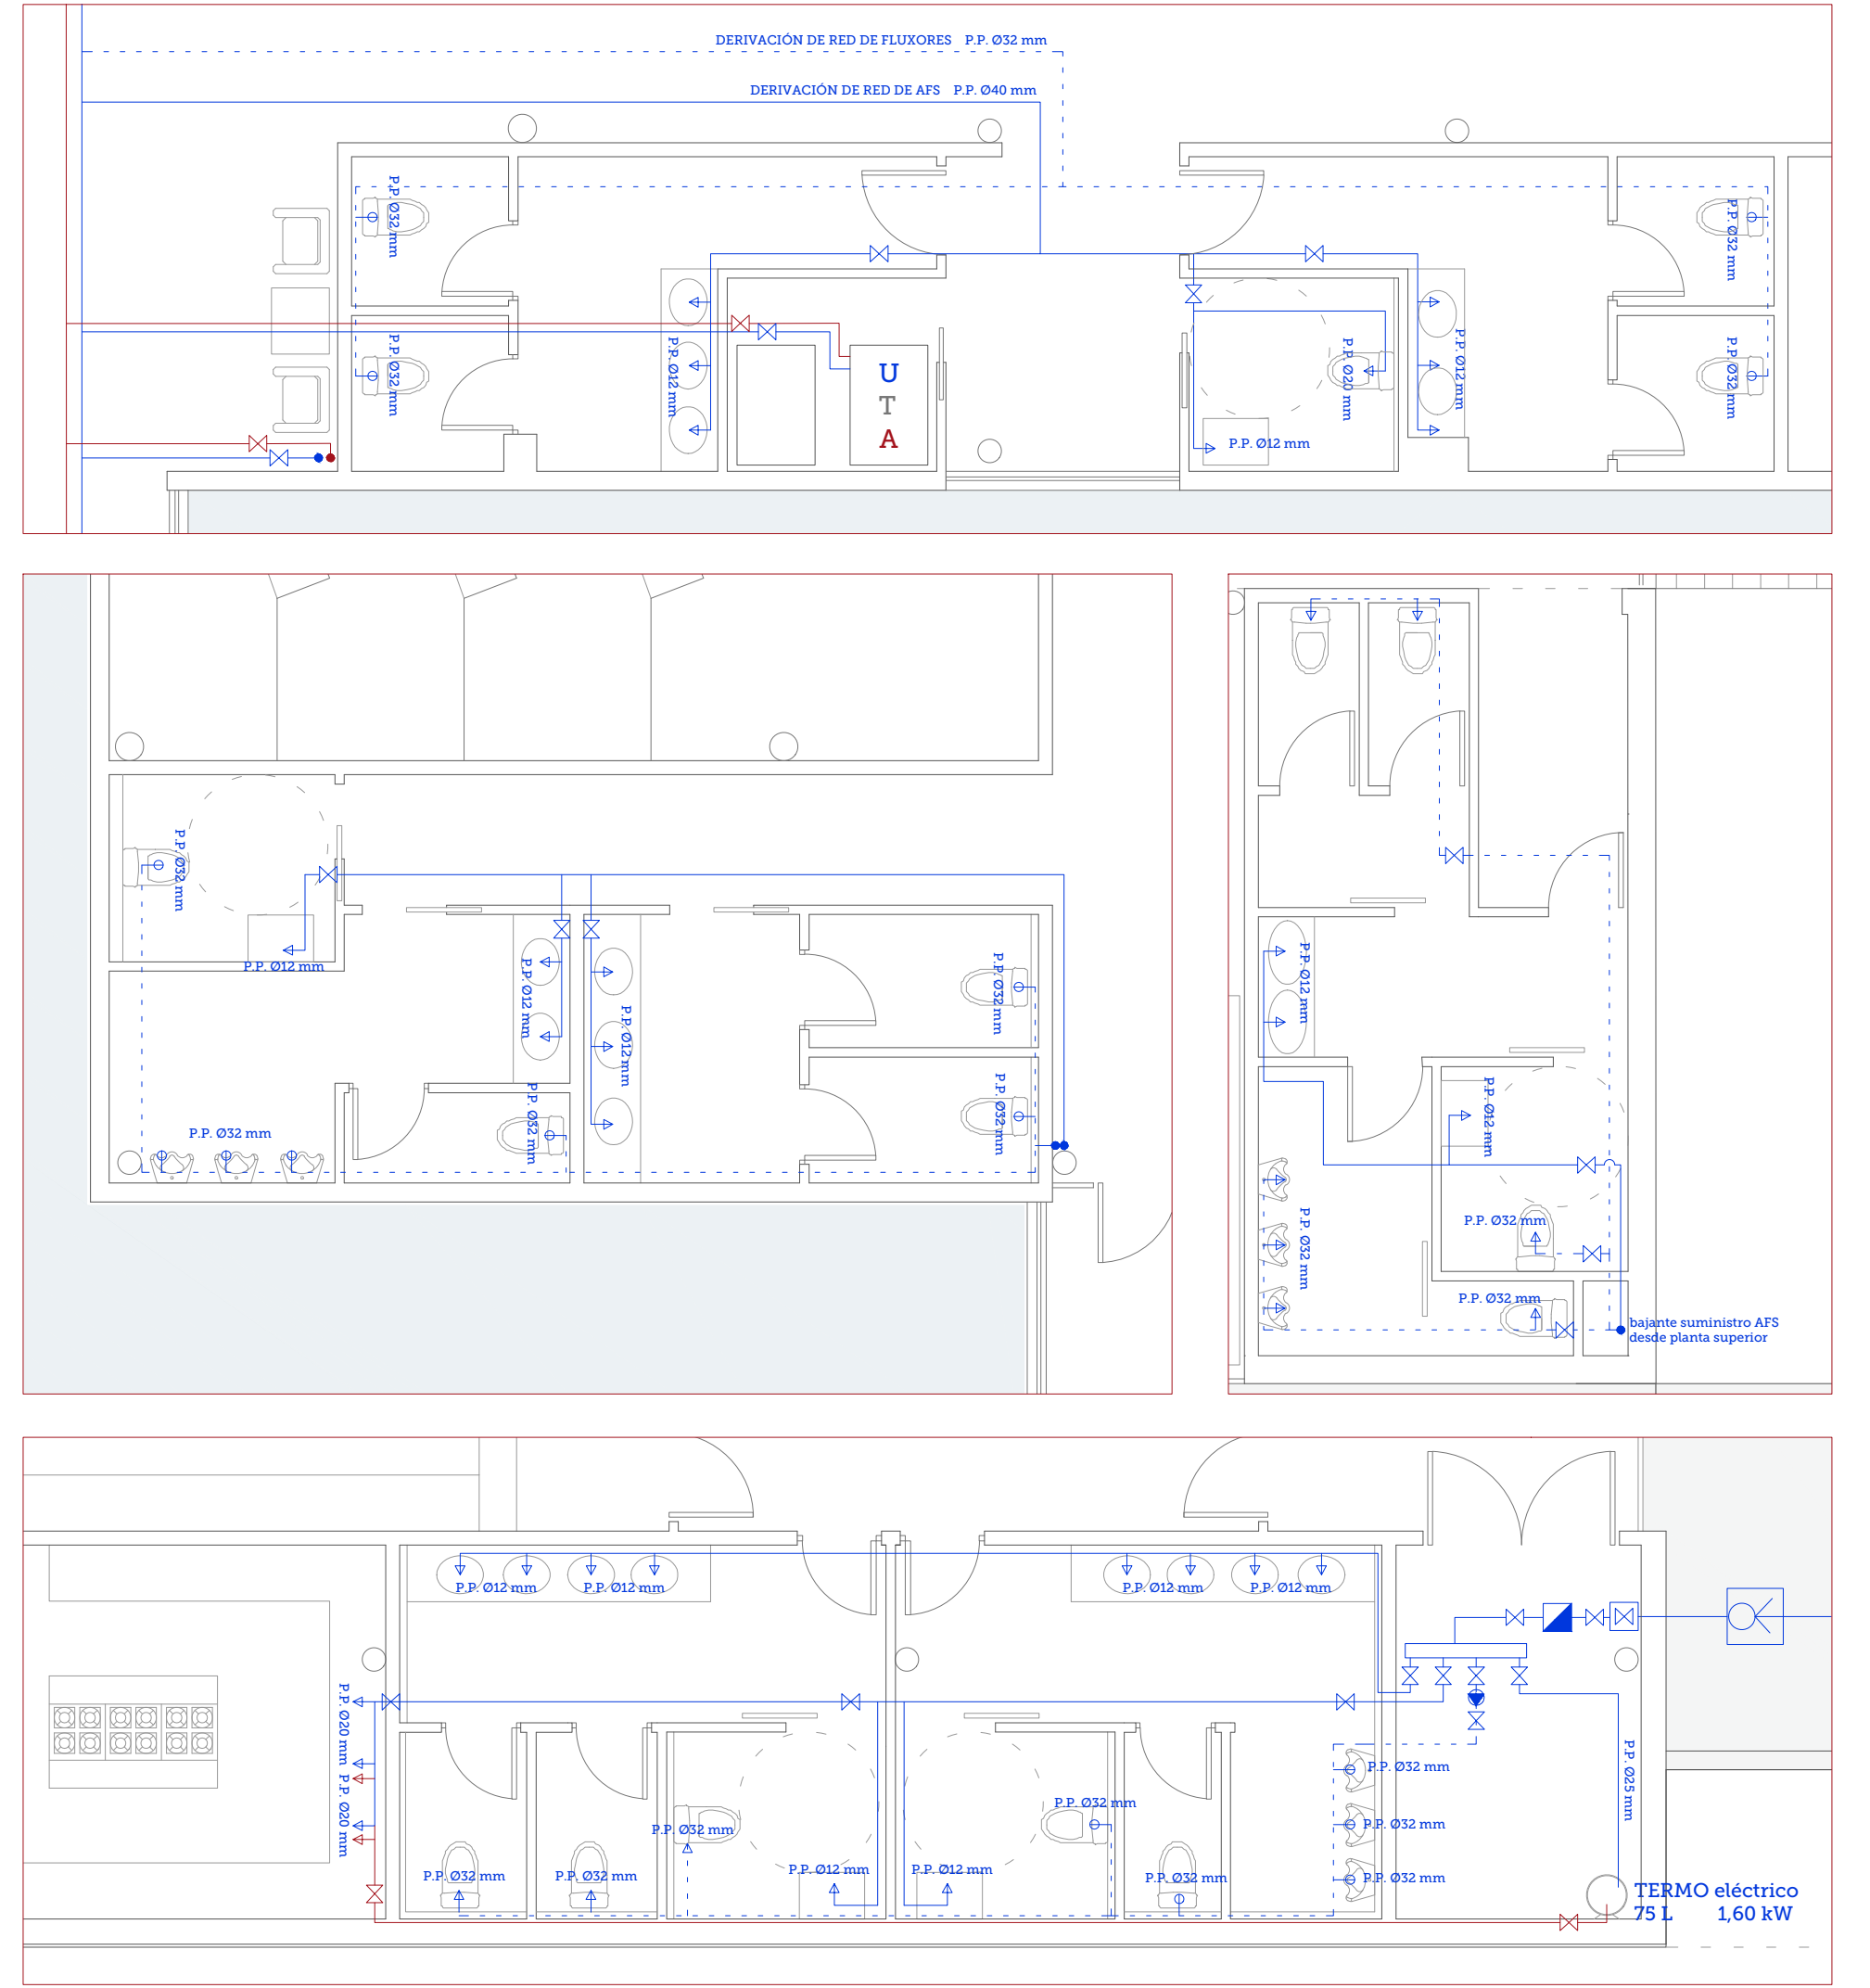 DERIVACIÓN DE RED DE FLUXORES P.P. Ø32 mm
DERIVACIÓN DE RED DE AFS P.P. Ø40 mm
P.P. Ø32 mm
P.P. Ø32 mm
P.P. Ø32 mm
P.P. Ø12 mm
U
T
A
P.P. Ø20 mm
P.P. Ø12 mm
P.P. Ø32 mm
P.P. Ø12 mm
P.P. Ø32 mm
P.P. Ø12 mm
P.P. Ø12 mm
P.P. Ø32 mm
P.P. Ø12 mm
P.P. Ø32 mm
P.P. Ø32 mm
P.P. Ø32 mm
P.P. Ø32 mm
P.P. Ø12 mm
P.P. Ø12 mm
P.P. Ø32 mm
P.P. Ø32 mm
P.P. Ø32 mm
bajante suministro AFS
desde planta superior
P.P. Ø12 mm
P.P. Ø12 mm
P.P. Ø12 mm
P.P. Ø12 mm
P.P. Ø20 mm
P.P. Ø20 mm
P.P. Ø25 mm
P.P. Ø32 mm
P.P. Ø32 mm
P.P. Ø32 mm
P.P. Ø32 mm
P.P. Ø32 mm
P.P. Ø32 mm
P.P. Ø12 mm
P.P. Ø12 mm
P.P. Ø32 mm
P.P. Ø32 mm
TERMO eléctrico
75 L 1,60 kW